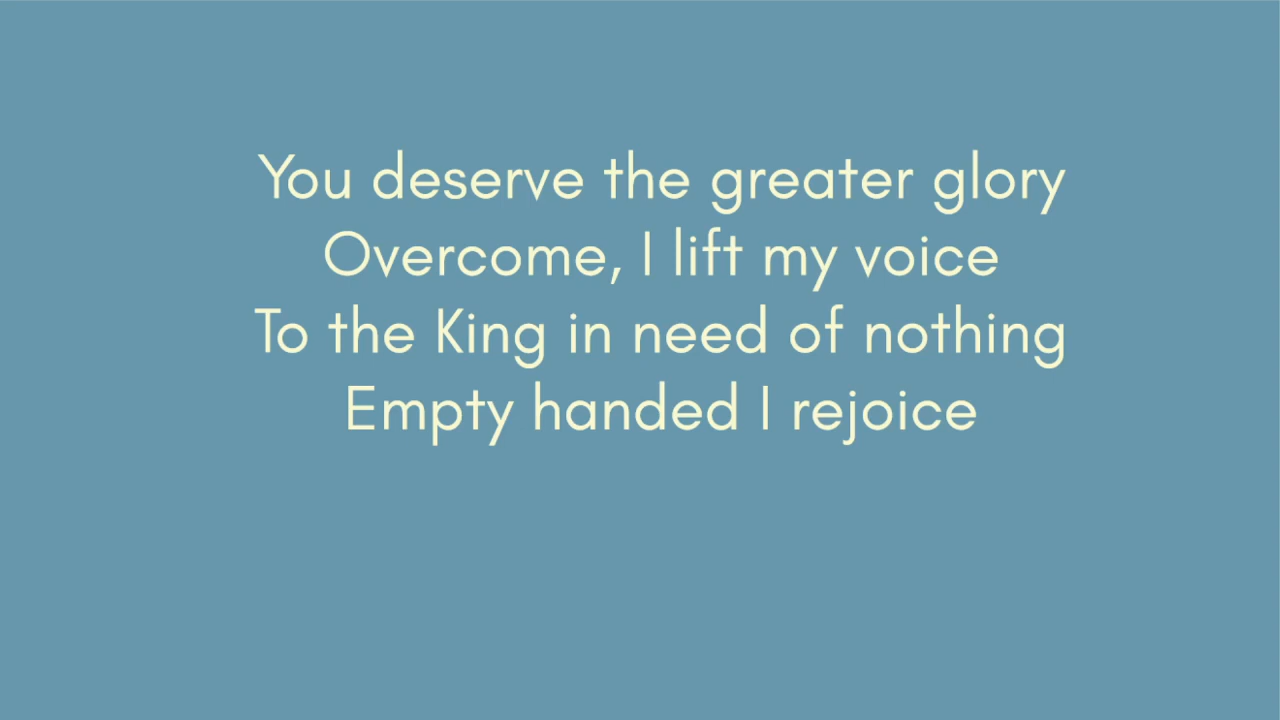 You deserve the greater glory
Overcome, I lift my voice
To the King in need of nothing
Empty handed I rejoice